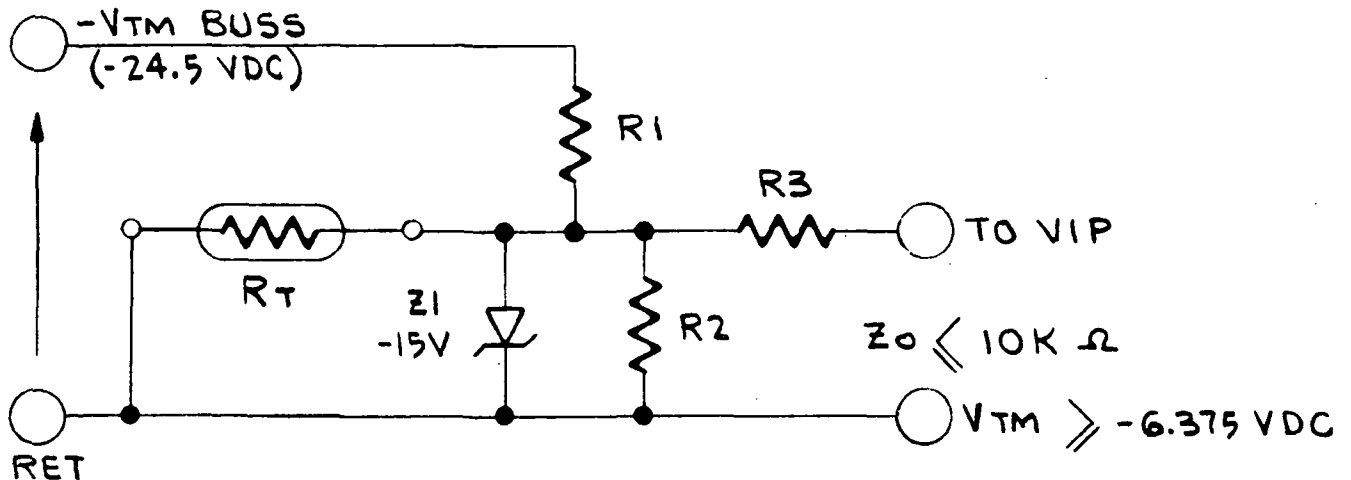 -VTM BUSS
(-24.5 VDC)
R1
R3
TO VIP
RT
Z1
-15V
R2
Zo ≤ 10K Ω
VTM ≥ -6.375 VDC
RET